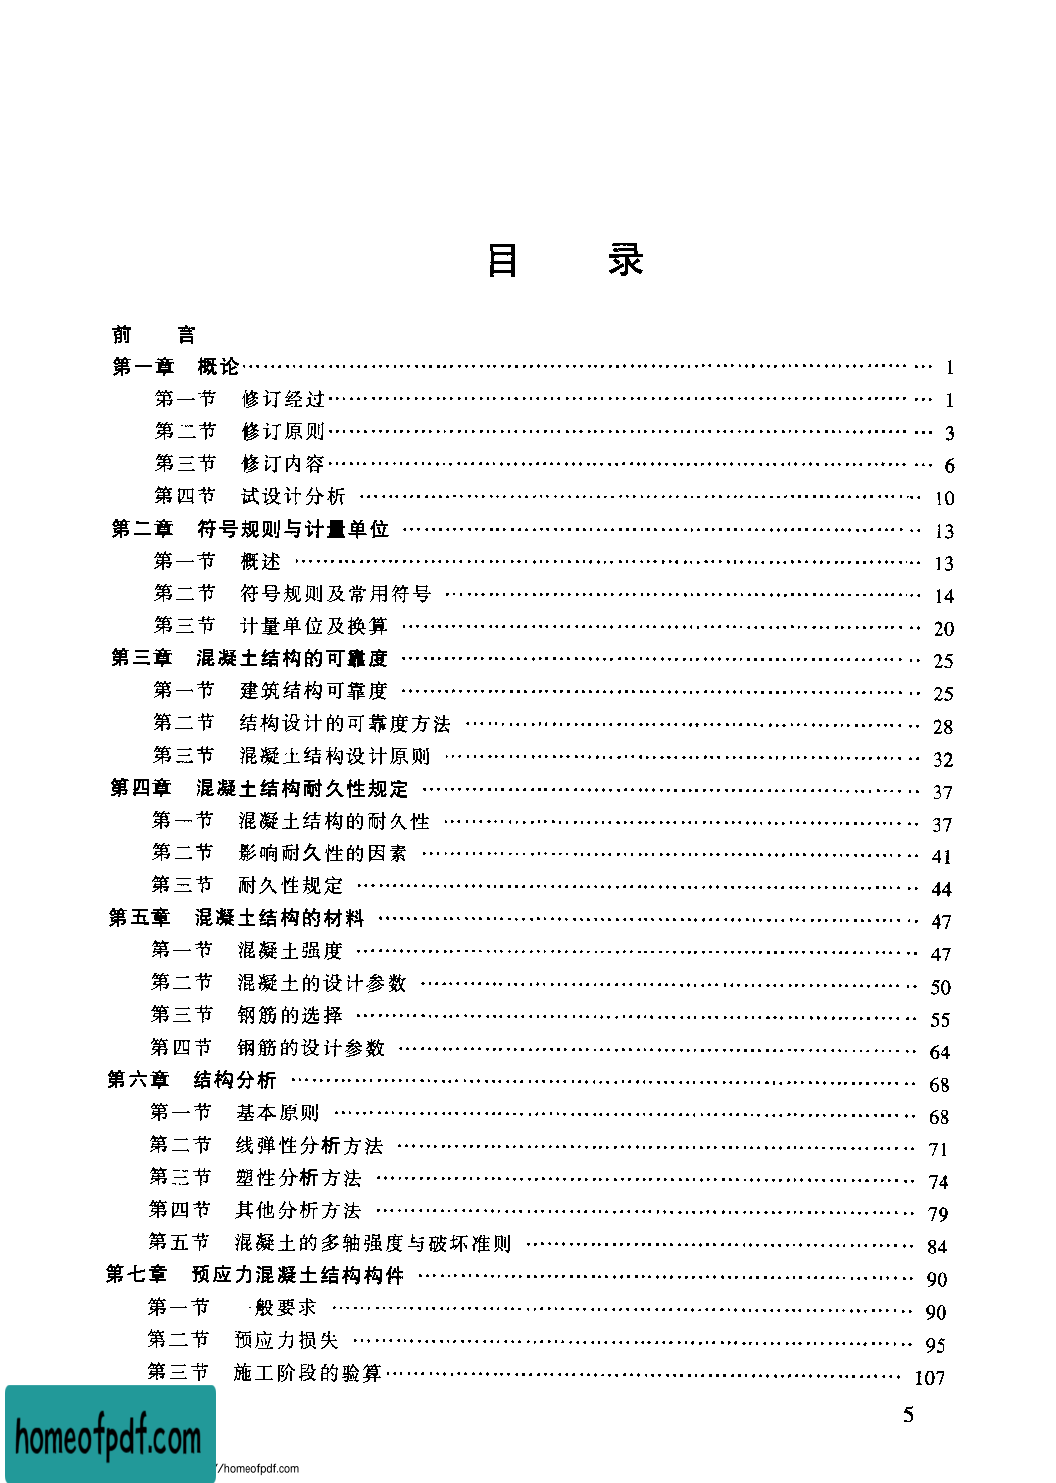 目 录
前 言
第一章 概论…………………………………………………… 1
第一节 修订经过…………………………………………… 1
第二节 修订原则…………………………………………… 3
第三节 修订内容…………………………………………… 6
第四节 试设计分析 ………………………………………… 10
第二章 符号规则与计量单位 ………………………………… 13
第一节 概述 ……………………………………………… 13
第二节 符号规则及常用符号 ……………………………… 14
第三节 计量单位及换算 …………………………………… 20
第三章 混凝土结构的可靠度 ………………………………… 25
第一节 建筑结构可靠度 …………………………………… 25
第二节 结构设计的可靠度方法 …………………………… 28
第三节 混凝土结构设计原则 ……………………………… 32
第四章 混凝土结构耐久性规定 ……………………………… 37
第一节 混凝土结构的耐久性 ……………………………… 37
第二节 影响耐久性的因素 ………………………………… 41
第三节 耐久性规定 ………………………………………… 44
第五章 混凝土结构的材料 …………………………………… 47
第一节 混凝土强度 ………………………………………… 47
第二节 混凝土的设计参数 ………………………………… 50
第三节 钢筋的选择 ………………………………………… 55
第四节 钢筋的设计参数 …………………………………… 64
第六章 结构分析 ……………………………………………… 68
第一节 基本原则 …………………………………………… 68
第二节 线弹性分析方法 …………………………………… 71
第三节 塑性分析方法 ……………………………………… 74
第四节 其他分析方法 ……………………………………… 79
第五节 混凝土的多轴强度与破坏准则 …………………… 84
第七章 预应力混凝土结构构件 ……………………………… 90
第一节 一般要求 …………………………………………… 90
第二节 预应力损失 ………………………………………… 95
第三节 施工阶段的验算…………………………………… 107
5
homeofpdf.com
//homeofpdf.com